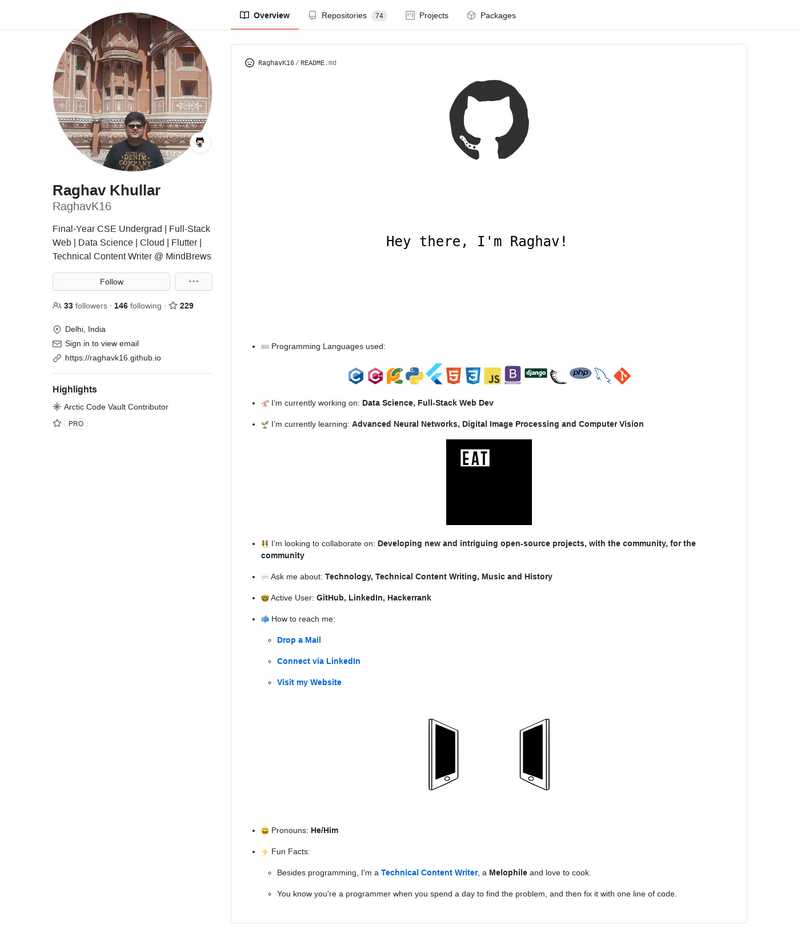 Overview
Repositories 74
Projects
Packages
DENIM
COMPANY
Raghav Khullar
RaghavK16
Final-Year CSE Undergrad | Full-Stack
Web | Data Science | Cloud | Flutter |
Technical Content Writer @ MindBrews
Follow
33 followers · 146 following · 229
Delhi, India
Sign in to view email
https://raghavk16.github.io
Highlights
Arctic Code Vault Contributor
PRO
RaghavK16 / README.md
Hey there, I'm Raghav!
Programming Languages used:
JS B django php
I'm currently working on: Data Science, Full-Stack Web Dev
I'm currently learning: Advanced Neural Networks, Digital Image Processing and Computer Vision
EAT
I'm looking to collaborate on: Developing new and intriguing open-source projects, with the community, for the
community
Ask me about: Technology, Technical Content Writing, Music and History
Active User: GitHub, LinkedIn, Hackerrank
How to reach me:
Drop a Mail
Connect via LinkedIn
Visit my Website
Pronouns: He/Him
Fun Facts:
Besides programming, I'm a Technical Content Writer, a Melophile and love to cook.
You know you're a programmer when you spend a day to find the problem, and then fix it with one line of code.